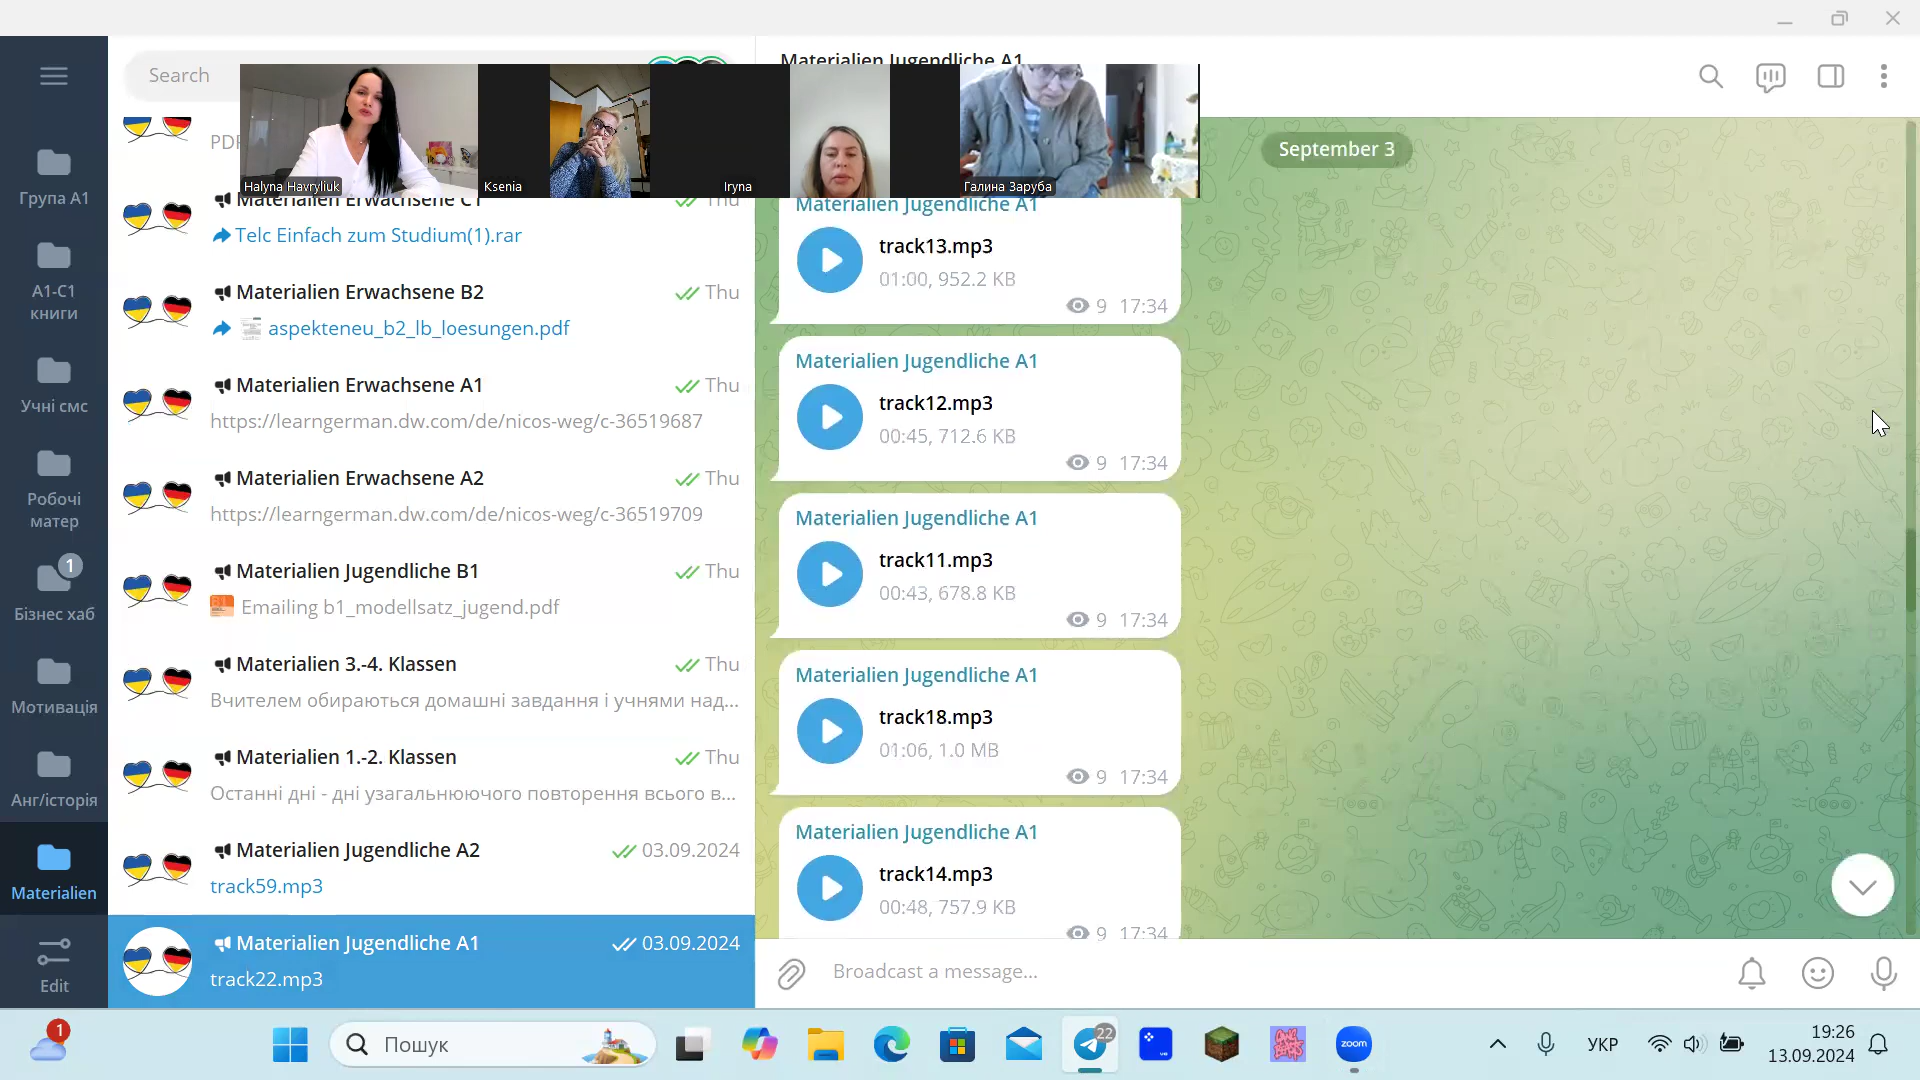 Search
Materialien Jugendliche A1
Halyna Havryliuk
Ksenia
Iryna
Галина Заруба
Група А1
А1-С1
книги
Учні смс
Робочі
матер
1
Бізнес хаб
Мотивація
Анг/історія
Materialien
Edit
PDF
Materialien Erwachsene C1
Thu
Telc Einfach zum Studium(1).rar
Materialien Erwachsene B2
Thu
aspekteneu_b2_lb_loesungen.pdf
Materialien Erwachsene A1
Thu
https://learngerman.dw.com/de/nicos-weg/c-36519687
Materialien Erwachsene A2
Thu
https://learngerman.dw.com/de/nicos-weg/c-36519709
Materialien Jugendliche B1
Thu
Emailing b1_modellsatz_jugend.pdf
Materialien 3.-4. Klassen
Thu
Вчителем обираються домашні завдання і учнями над...
Materialien 1.-2. Klassen
Thu
Останні дні - дні узагальнюючого повторення всього в...
Materialien Jugendliche A2
03.09.2024
track59.mp3
Materialien Jugendliche A1
03.09.2024
track22.mp3
September 3
Materialien Jugendliche A1
track13.mp3
01:00, 952.2 KB
9 17:34
Materialien Jugendliche A1
track12.mp3
00:45, 712.6 KB
9 17:34
Materialien Jugendliche A1
track11.mp3
00:43, 678.8 KB
9 17:34
Materialien Jugendliche A1
track18.mp3
01:06, 1.0 MB
9 17:34
Materialien Jugendliche A1
track14.mp3
00:48, 757.9 KB
9 17:34
Broadcast a message...
1
Пошук
22
zoom
УКР
19:26
13.09.2024